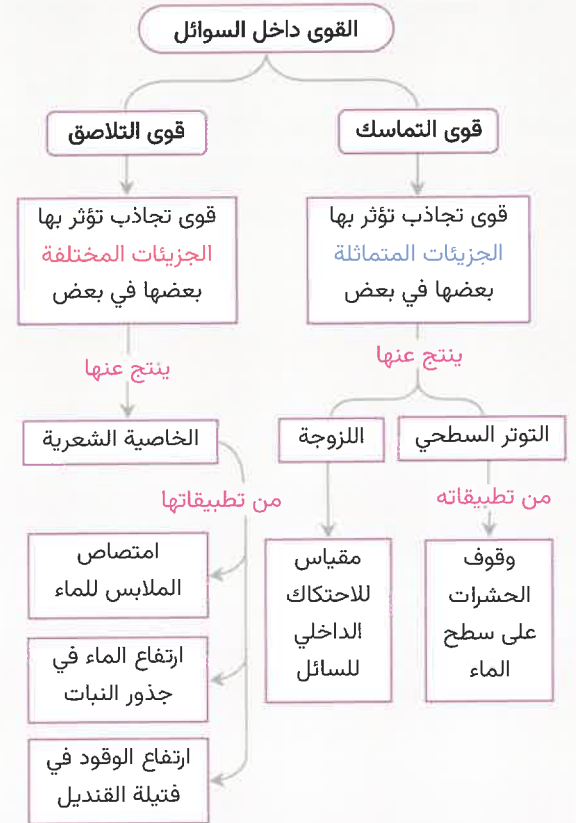 القوى داخل السوائل
قوى التماسك
قوى تجاذب تؤثر بها
الجزيئات المتماثلة
بعضها في بعض
ينتج عنها
التوتر السطحي
من تطبيقاته
وقوف
الحشرات
على سطح
الماء
اللزوجة
مقياس
للاحتكاك
الداخلي
للسائل
قوى التلاصق
قوى تجاذب تؤثر بها
الجزيئات المختلفة
بعضها في بعض
ينتج عنها
الخاصية الشعرية
من تطبيقاتها
امتصاص
الملابس للماء
ارتفاع الماء في
جذور النبات
ارتفاع الوقود في
فتيلة القنديل